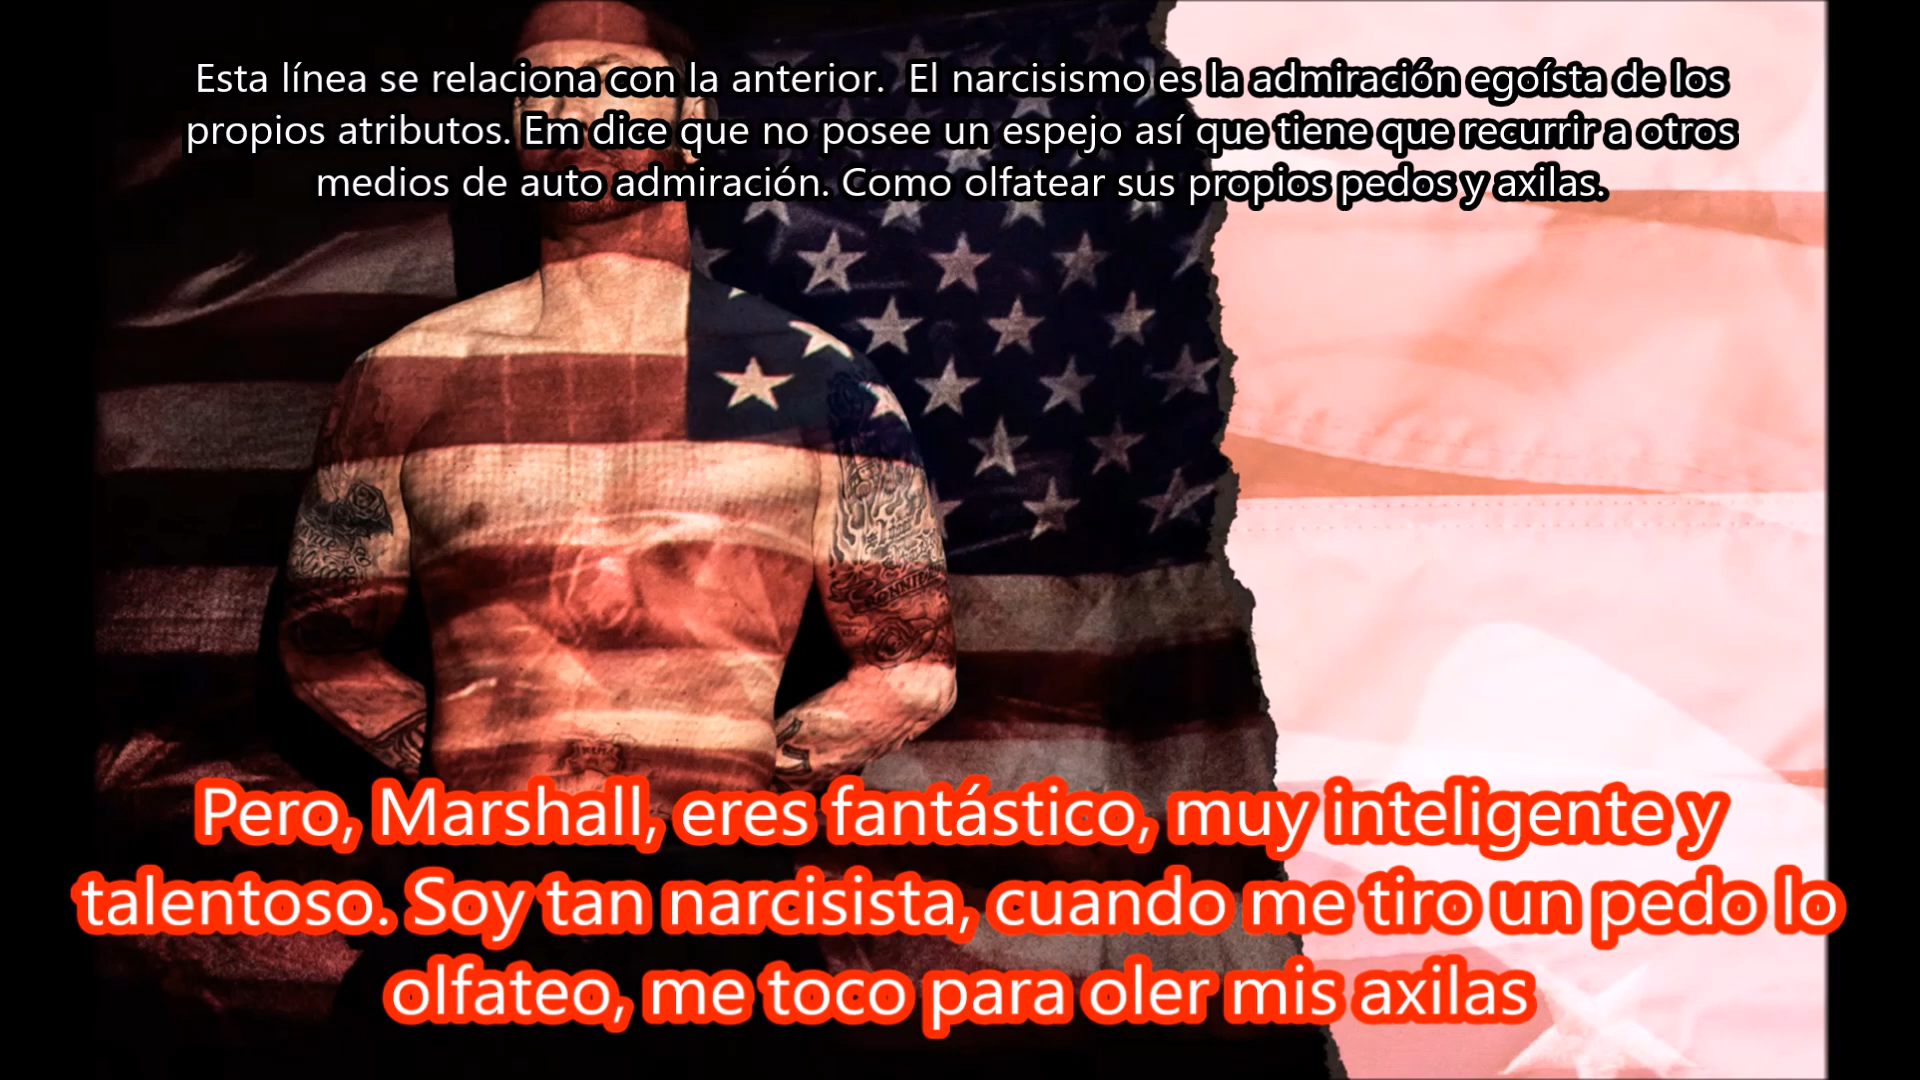 Esta línea se relaciona con la anterior.  El narcisismo es la admiración egoísta de los
propios atributos. Em dice que no posee un espejo así que tiene que recurrir a otros
medios de auto admiración. Como olfatear sus propios pedos y axilas.
Pero, Marshall, eres fantástico, muy inteligente y
talentoso. Soy tan narcisista, cuando me tiro un pedo lo
olfateo, me toco para oler mis axilas